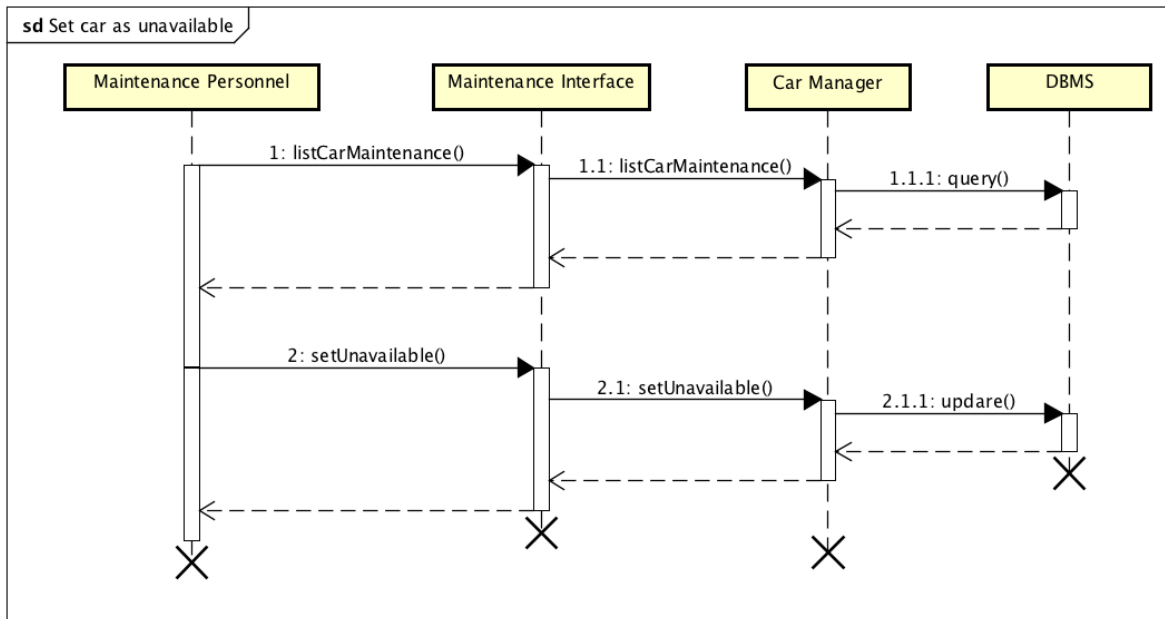 sd Set car as unavailable
Maintenance Personnel
Maintenance Interface
Car Manager
DBMS
1: listCarMaintenance()
1.1: listCarMaintenance()
1.1.1: query()
2: setUnavailable()
2.1: setUnavailable()
2.1.1: updare()